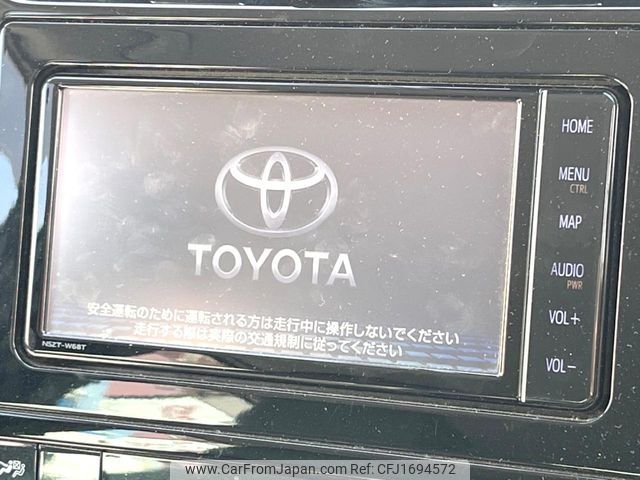 TOYOTA
安全運転のために運転される方は走行中に操作しないでください
走行する際は実際の交通規制に従ってください
NSZT-W68T
HOME
MENU
CTRL
MAP
AUDIO
PWR
VOL+
VOL-
www.CarFromJapan.com - CFJ1694572